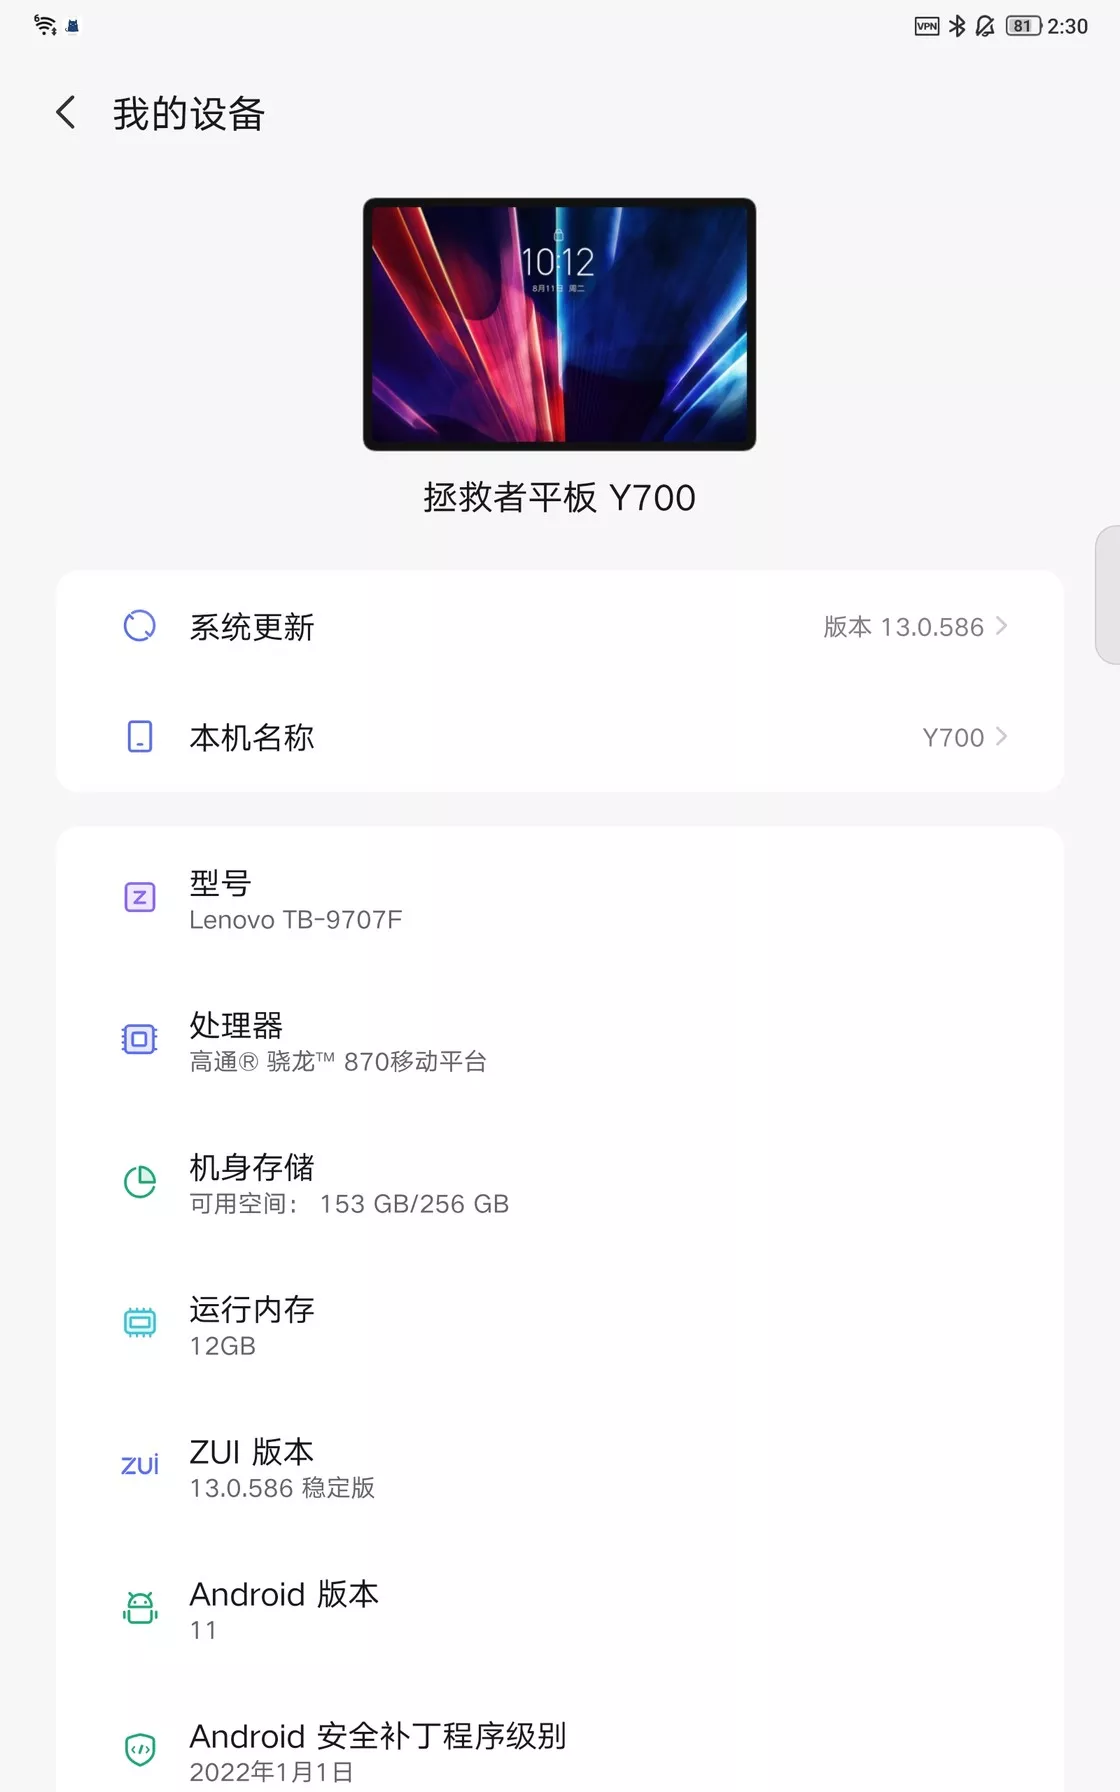 6
VPN 81 2:30
我的设备
10:12
8月11日 周二
拯救者平板 Y700
系统更新 版本 13.0.586
本机名称 Y700
Z
型号
Lenovo TB-9707F
处理器
高通® 骁龙™ 870移动平台
机身存储
可用空间： 153 GB/256 GB
运行内存
12GB
ZUI
ZUI 版本
13.0.586 稳定版
Android 版本
11
Android 安全补丁程序级别
2022年1月1日